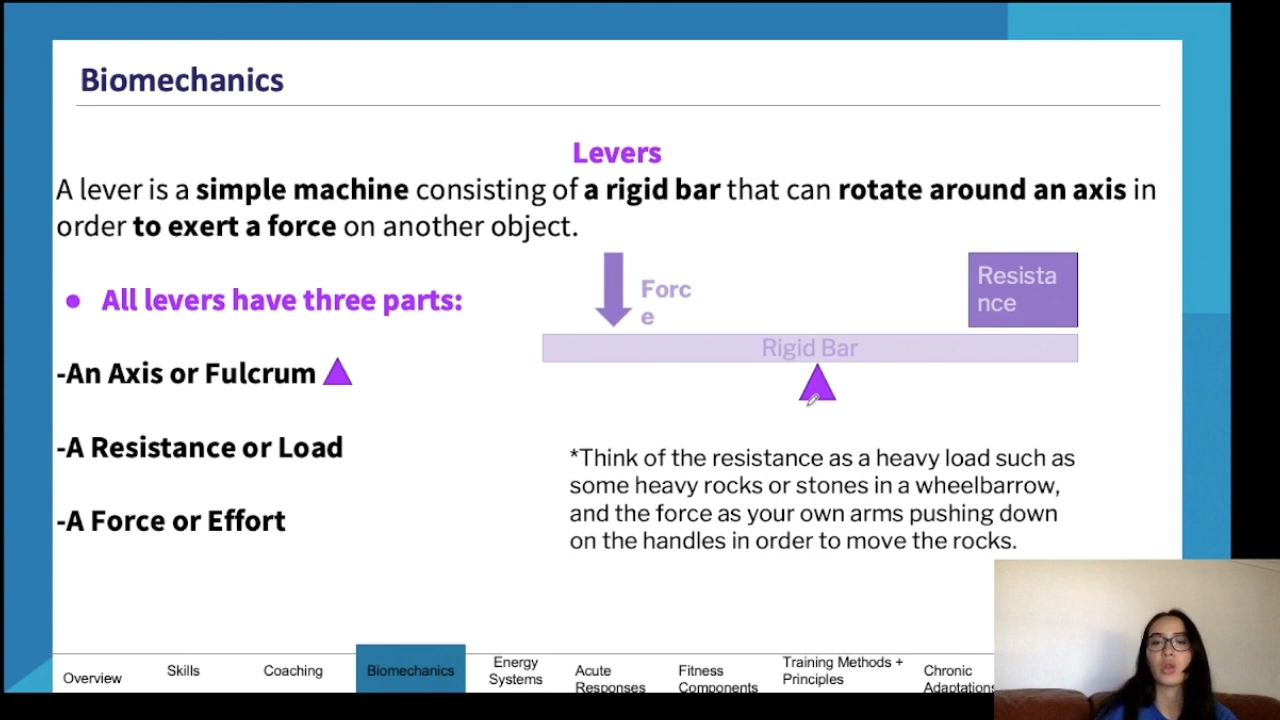 Biomechanics
Levers
A lever is a simple machine consisting of a rigid bar that can rotate around an axis in
order to exert a force on another object.
All levers have three parts:
-An Axis or Fulcrum
-A Resistance or Load
-A Force or Effort
Forc
e
Resista
nce
Rigid Bar
*Think of the resistance as a heavy load such as
some heavy rocks or stones in a wheelbarrow,
and the force as your own arms pushing down
on the handles in order to move the rocks.
Overview
Skills
Coaching
Biomechanics
Energy
Systems
Acute
Responses
Fitness
Components
Training Methods +
Principles
Chronic
Adaptations